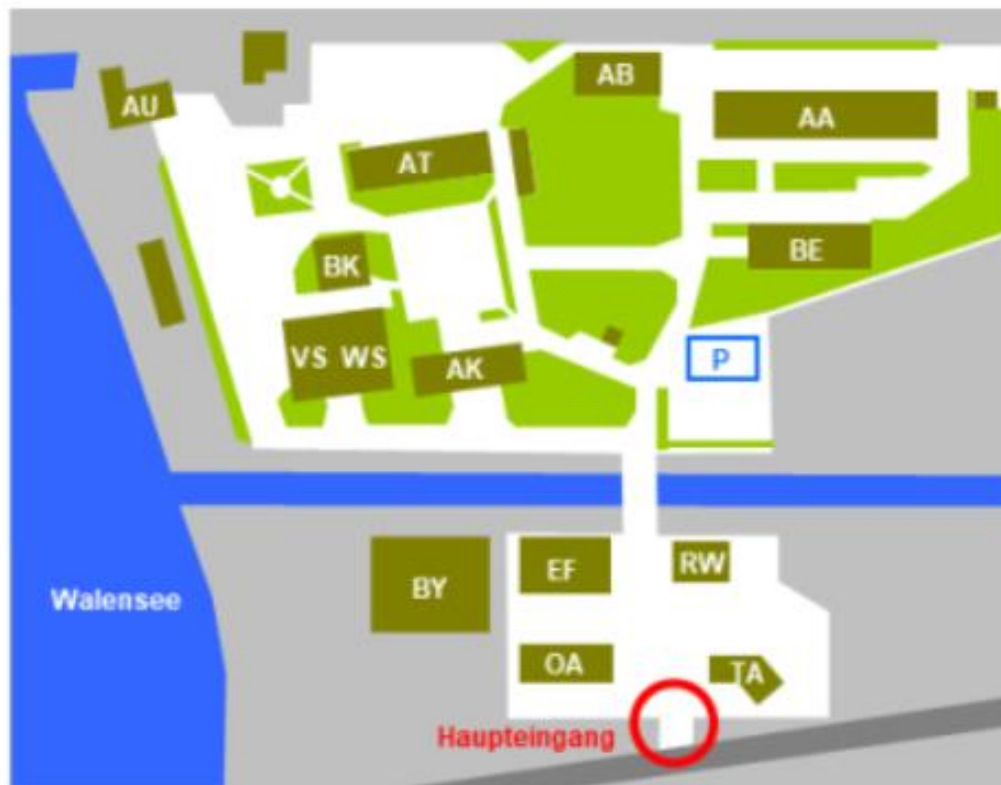 AB
AU
AA
AT
BE
BK
VS WS
P
AK
EF
RW
BY
Walensee
OA
TA
Haupteingang